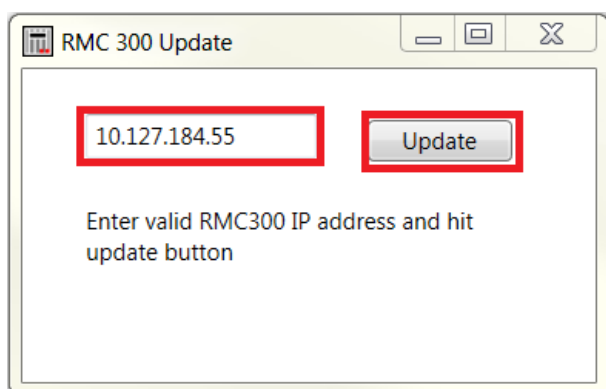 RMC 300 Update
10.127.184.55
Update
Enter valid RMC300 IP address and hit
update button